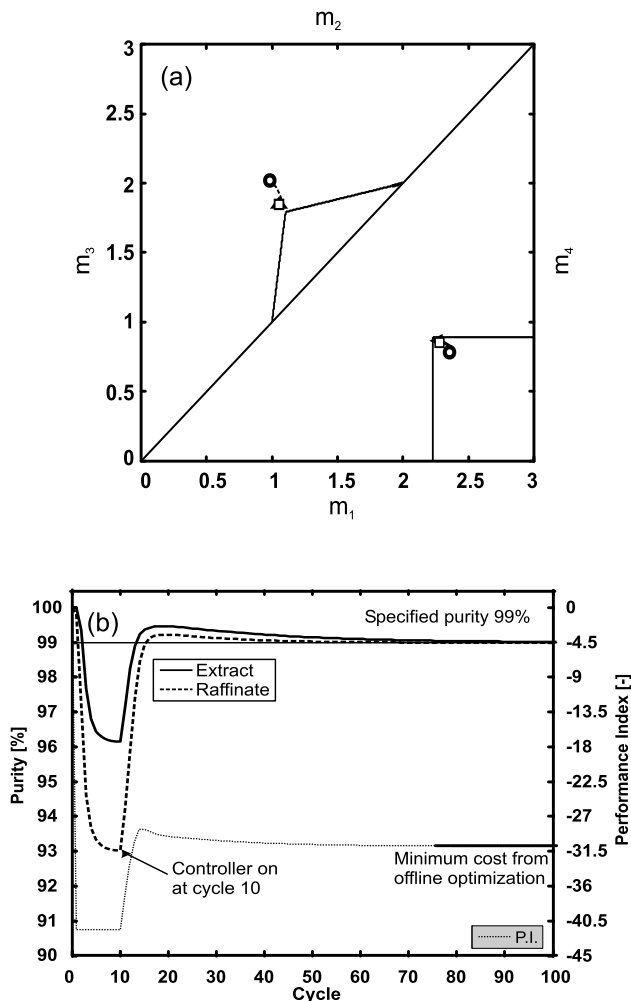 m2
(a)
3
2.5
2
1.5
1
0.5
0
m3
m4
0 0.5 1 1.5 2 2.5 3
m1
(b)
Specified purity 99%
100
99
98
97
96
95
94
93
92
91
90
Purity [%]
Extract
Raffinate
Controller on
at cycle 10
Minimum cost from
offline optimization
P.I.
0
-4.5
-9
-13.5
-18
-22.5
-27
-31.5
-36
-40.5
-45
Performance Index [-]
0 10 20 30 40 50 60 70 80 90 100
Cycle